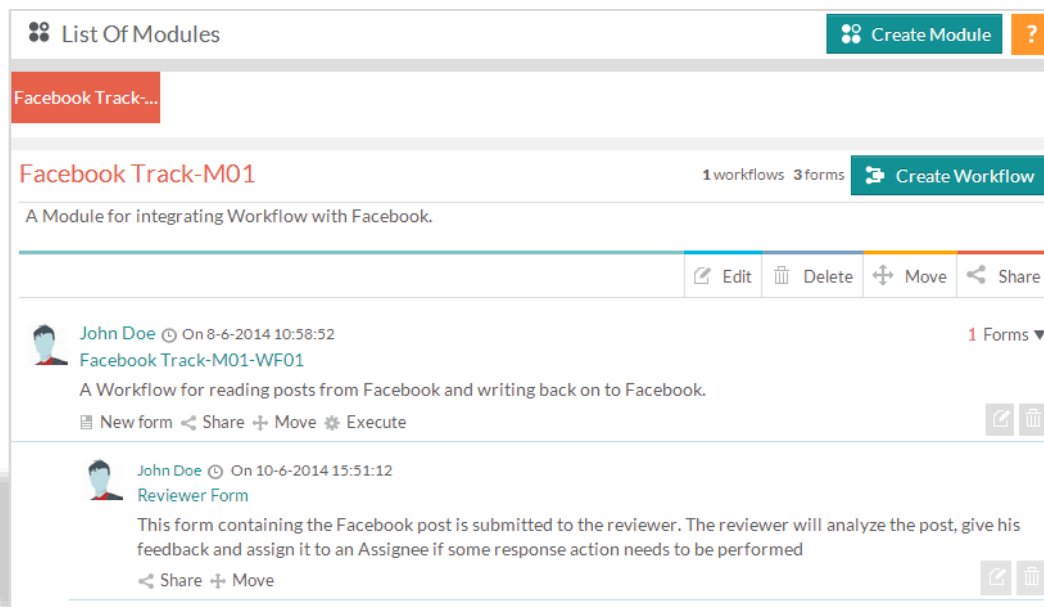 List Of Modules
Create Module
?
Facebook Track-...
Facebook Track-M01
1 workflows 3 forms
Create Workflow
A Module for integrating Workflow with Facebook.
Edit
Delete
Move
Share
John Doe On 8-6-2014 10:58:52
1 Forms
Facebook Track-M01-WF01
A Workflow for reading posts from Facebook and writing back on to Facebook.
New form Share Move Execute
John Doe On 10-6-2014 15:51:12
Reviewer Form
This form containing the Facebook post is submitted to the reviewer. The reviewer will analyze the post, give his
feedback and assign it to an Assignee if some response action needs to be performed
Share Move